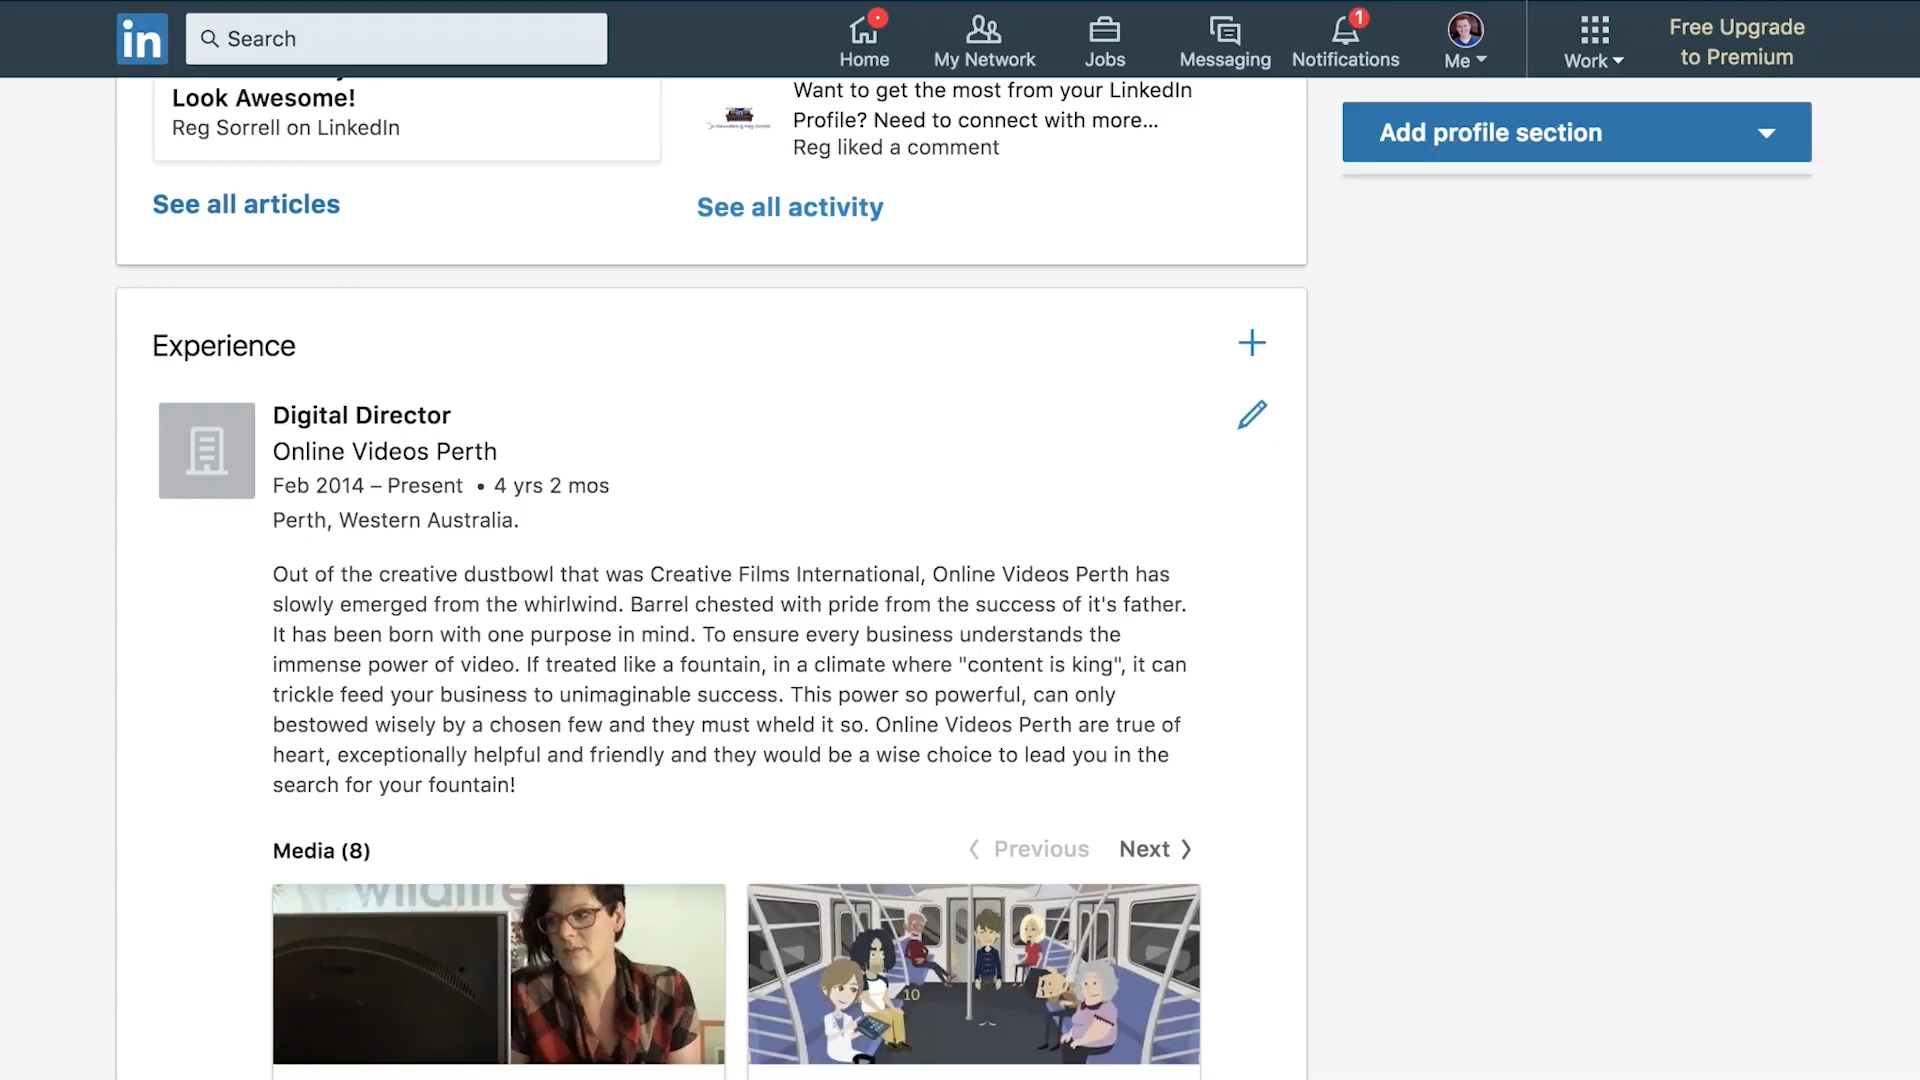 in
Search
Home
My Network
Jobs
Messaging
1
Notifications
Me
Work
Free Upgrade
to Premium
Look Awesome!
Reg Sorrell on LinkedIn
Want to get the most from your LinkedIn
Profile? Need to connect with more...
Reg liked a comment
Add profile section
See all articles
See all activity
Experience
Digital Director
Online Videos Perth
Feb 2014 – Present • 4 yrs 2 mos
Perth, Western Australia.
Out of the creative dustbowl that was Creative Films International, Online Videos Perth has
slowly emerged from the whirlwind. Barrel chested with pride from the success of it's father.
It has been born with one purpose in mind. To ensure every business understands the
immense power of video. If treated like a fountain, in a climate where "content is king", it can
trickle feed your business to unimaginable success. This power so powerful, can only
bestowed wisely by a chosen few and they must wheld it so. Online Videos Perth are true of
heart, exceptionally helpful and friendly and they would be a wise choice to lead you in the
search for your fountain!
Media (8)
Previous
Next
wildfire
10